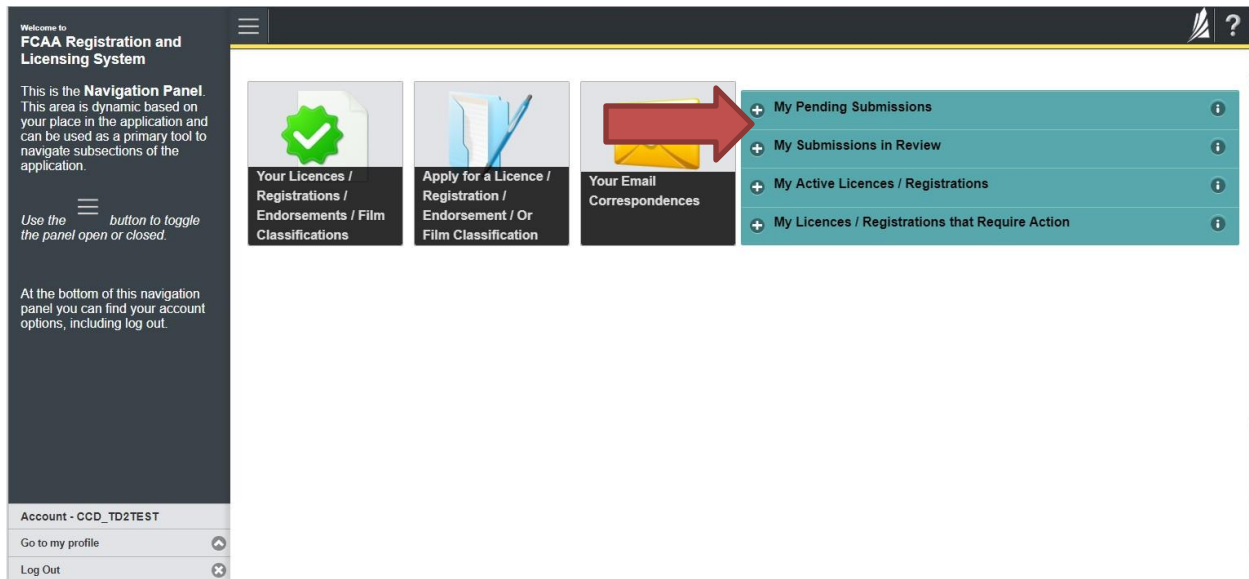 Welcome to
FCAA Registration and
Licensing System
This is the Navigation Panel.
This area is dynamic based on
your place in the application and
can be used as a primary tool to
navigate subsections of the
application.
Use the button to toggle
the panel open or closed.
At the bottom of this navigation
panel you can find your account
options, including log out.
Account - CCD_TD2TEST
Go to my profile
Log Out
?
Your Licences /
Registrations /
Endorsements / Film
Classifications
Apply for a Licence /
Registration /
Endorsement / Or
Film Classification
Your Email
Correspondences
My Pending Submissions
My Submissions in Review
My Active Licences / Registrations
My Licences / Registrations that Require Action